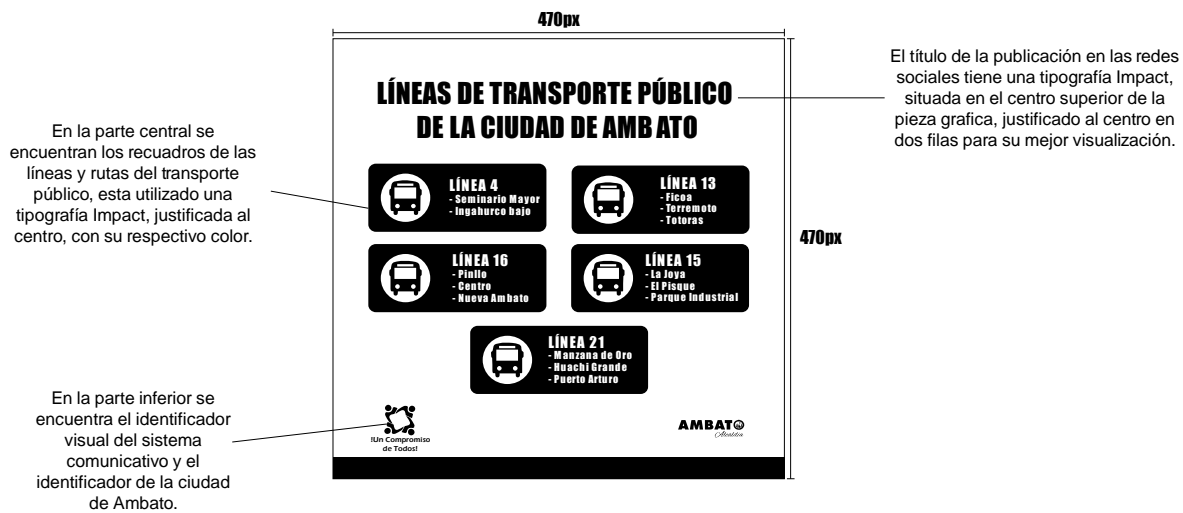 470px
LÍNEAS DE TRANSPORTE PÚBLICO
DE LA CIUDAD DE AMBATO
El título de la publicación en las redes
sociales tiene una tipografía Impact,
situada en el centro superior de la
pieza grafica, justificado al centro en
dos filas para su mejor visualización.
En la parte central se
encuentran los recuadros de las
líneas y rutas del transporte
público, esta utilizado una
tipografía Impact, justificada al
centro, con su respectivo color.
LÍNEA 4
- Seminario Mayor
- Ingahurco bajo
LÍNEA 13
- Ficoa
- Terremoto
- Totoras
470px
LÍNEA 16
- Pinllo
- Centro
- Nueva Ambato
LÍNEA 15
- La Joya
- El Pisque
- Parque Industrial
LÍNEA 21
- Manzana de Oro
- Huachi Grande
- Puerto Arturo
En la parte inferior se
encuentra el identificador
visual del sistema
comunicativo y el
identificador de la ciudad
de Ambato.
!Un Compromiso
de Todos!
AMBATO
Alcaldía